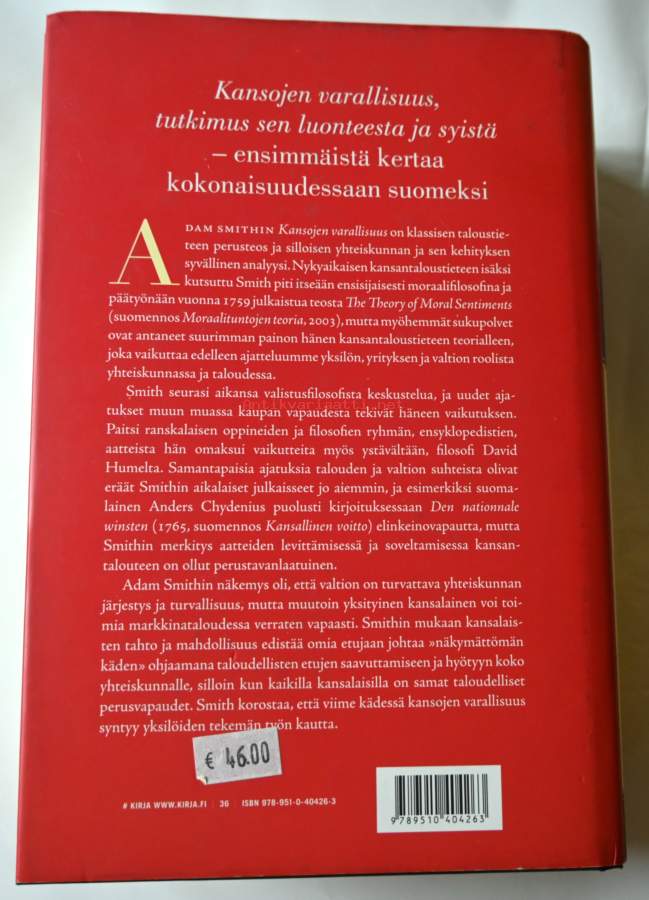 Kansojen varallisuus,
tutkimus sen luonteesta ja syistä
– ensimmäistä kertaa
kokonaisuudessaan suomeksi
ADAM SMITHIN Kansojen varallisuus on klassisen taloustie-
teen perusteos ja silloisen yhteiskunnan ja sen kehityksen
syvällinen analyysi. Nykyaikaisen kansantaloustieteen isäksi
kutsuttu Smith piti itseään ensisijaisesti moraalifilosofina ja
päätyönään vuonna 1759 julkaistua teosta The Theory of Moral Sentiments
(suomennos Moraalituntojen teoria, 2003), mutta myöhemmät sukupolvet
ovat antaneet suurimman painon hänen kansantaloustieteen teorialleen,
joka vaikuttaa edelleen ajatteluumme yksilön, yrityksen ja valtion roolista
yhteiskunnassa ja taloudessa.
Smith seurasi aikansa valistusfilosofista keskustelua, ja uudet aja-
antikvariaatti.net
tukset muun muassa kaupan vapaudesta tekivät häneen vaikutuksen.
Paitsi ranskalaisen oppineiden ja filosofien ryhmän, ensyklopedistien,
aatteista hän omaksui vaikutteita myös ystävältään, filosofi David
Humelta. Samantapaisia ajatuksia talouden ja valtion suhteista olivat
eräät Smithin aikalaiset julkaisseet jo aiemmin, ja esimerkiksi suoma-
lainen Anders Chydenius puolusti kirjoituksessaan Den nationnale
winsten (1765, suomennos Kansallinen voitto) elinkeinovapautta, mutta
Smithin merkitys aatteiden levittämisessä ja soveltamisessa kansan-
talouteen on ollut perustavanlaatuinen.
Adam Smithin näkemys oli, että valtion on turvattava yhteiskunnan
järjestys ja turvallisuus, mutta muutoin yksityinen kansalainen voi toi-
mia markkinataloudessa verraten vapaasti. Smithin mukaan kansalais-
ten tahto ja mahdollisuus edistää omia etujaan johtaa »näkymättömän
käden» ohjaamana taloudellisten etujen saavuttamiseen ja hyötyyn koko
yhteiskunnalle, silloin kun kaikilla kansalaisilla on samat taloudelliset
perusvapaudet. Smith korostaa, että viime kädessä kansojen varallisuus
syntyy yksilöiden tekemän työn kautta.
€ 46.00
# KIRJA WWW.KIRJA.FI | 36 | ISBN 978-951-0-40426-3
9789510404263